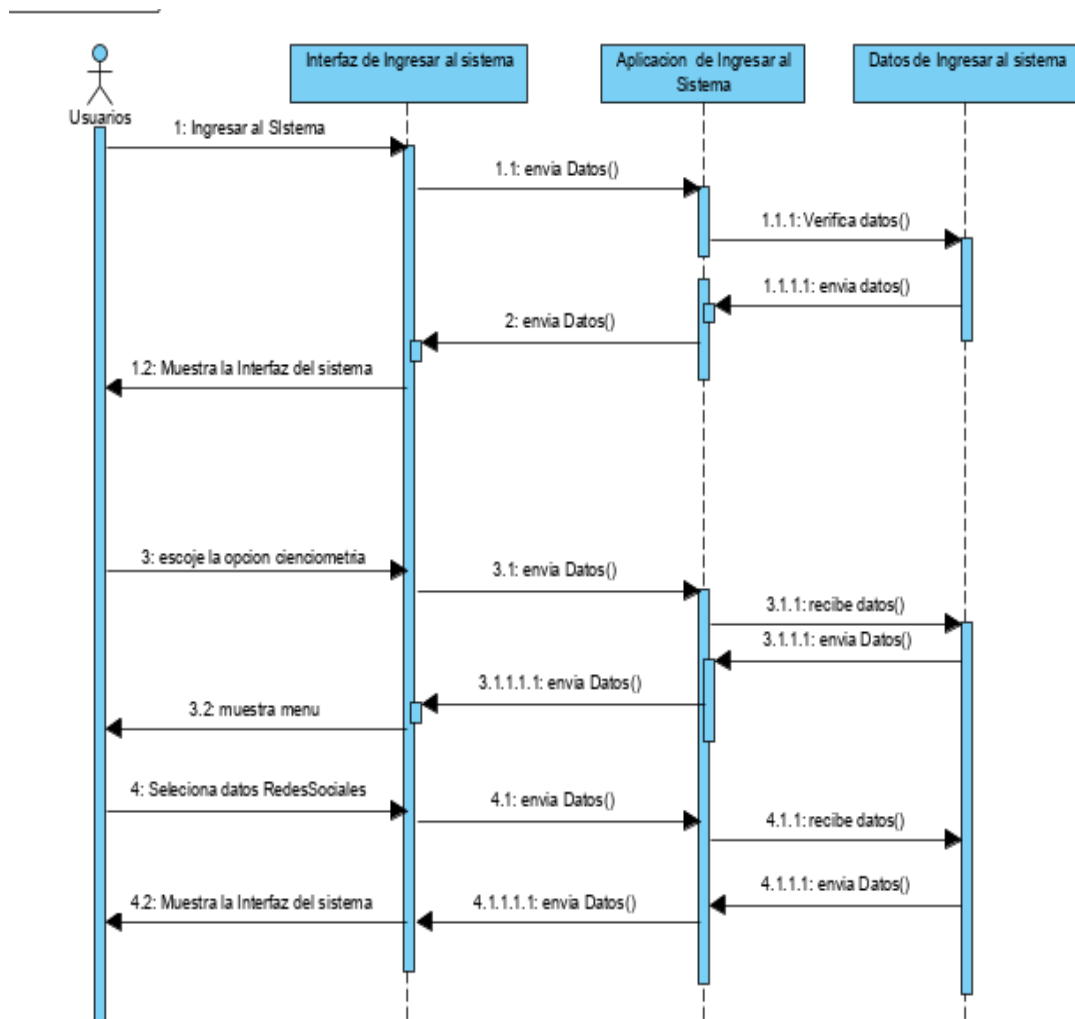 Interfaz de Ingresar al sistema
Aplicacion de Ingresar al
Sistema
Datos de Ingresar al sistema
Usuarios
1: Ingresar al SIstema
1.1: envia Datos()
1.1.1: Verifica datos()
1.1.1.1: envia datos()
2: envia Datos()
1.2: Muestra la Interfaz del sistema
3: escoje la opcion cienciometria
3.1: envia Datos()
3.1.1: recibe datos()
3.1.1.1: envia Datos()
3.1.1.1.1: envia Datos()
3.2: muestra menu
4: Seleciona datos RedesSociales
4.1: envia Datos()
4.1.1: recibe datos()
4.1.1.1: envia Datos()
4.1.1.1.1: envia Datos()
4.2: Muestra la Interfaz del sistema